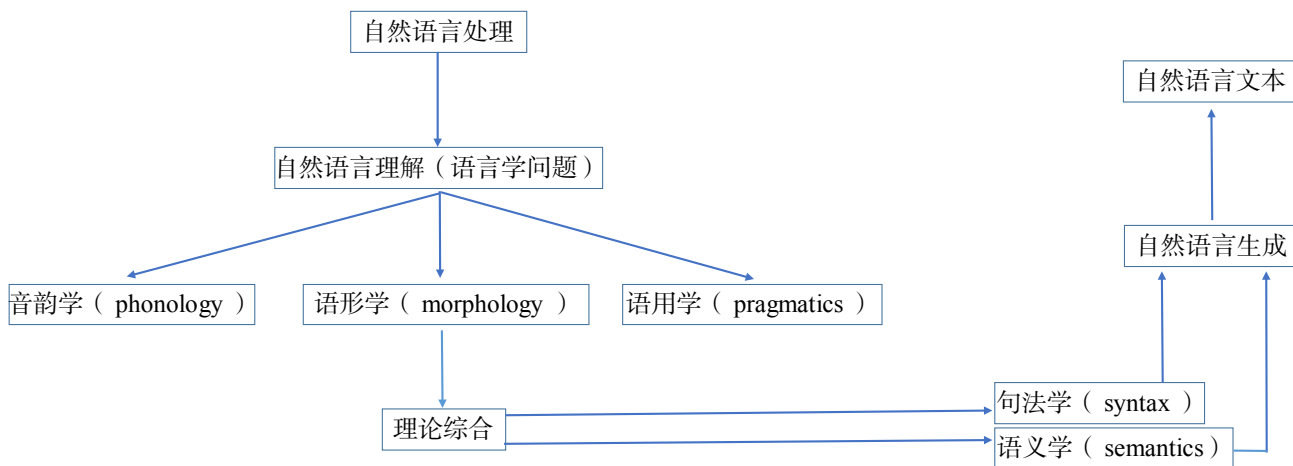 自然语言处理
自然语言文本
自然语言理解（语言学问题）
自然语言生成
音韵学（ phonology ）
语形学（ morphology ）
语用学（ pragmatics ）
理论综合
句法学（ syntax ）
语义学（ semantics ）